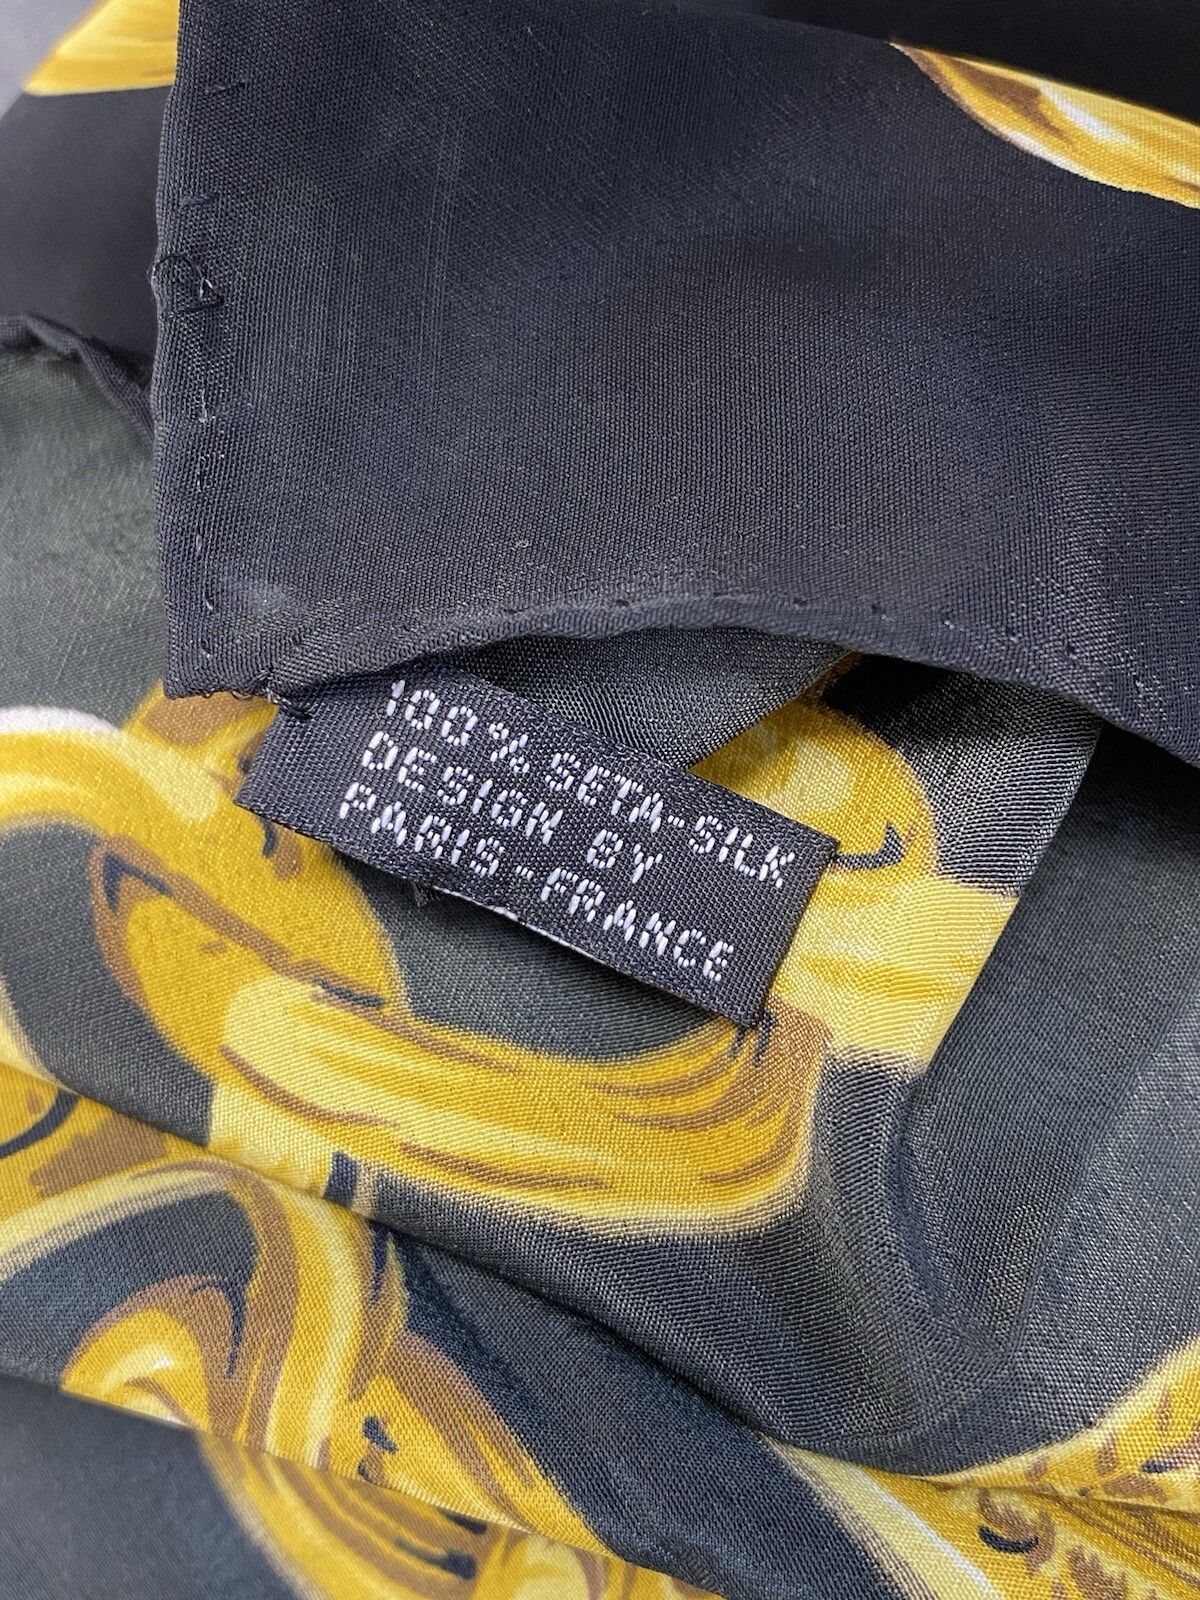 100% SETA-SILK
DESIGN BY
PARIS-FRANCE